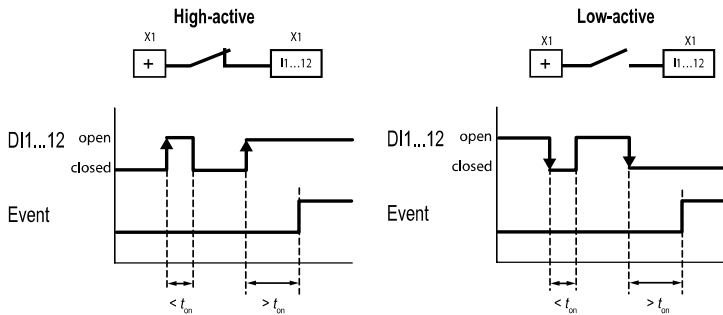 High-active
X1 X1
+ I1...12
DI1...12 open
closed
Event
< ton > ton
Low-active
X1 X1
+ I1...12
DI1...12 open
closed
Event
< ton > ton